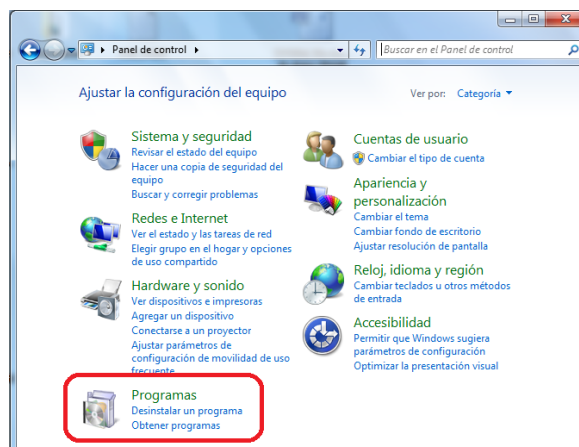 Panel de control
Buscar en el Panel de control
Ajustar la configuración del equipo
Ver por: Categoría
Sistema y seguridad
Revisar el estado del equipo
Hacer una copia de seguridad del
equipo
Buscar y corregir problemas
Redes e Internet
Ver el estado y las tareas de red
Elegir grupo en el hogar y opciones
de uso compartido
Hardware y sonido
Ver dispositivos e impresoras
Agregar un dispositivo
Conectarse a un proyector
Ajustar parámetros de
configuración de movilidad de uso
frecuente
Programas
Desinstalar un programa
Obtener programas
Cuentas de usuario
Cambiar el tipo de cuenta
Apariencia y
personalización
Cambiar el tema
Cambiar fondo de escritorio
Ajustar resolución de pantalla
Reloj, idioma y región
Cambiar teclados u otros métodos
de entrada
Accesibilidad
Permitir que Windows sugiera
parámetros de configuración
Optimizar la presentación visual